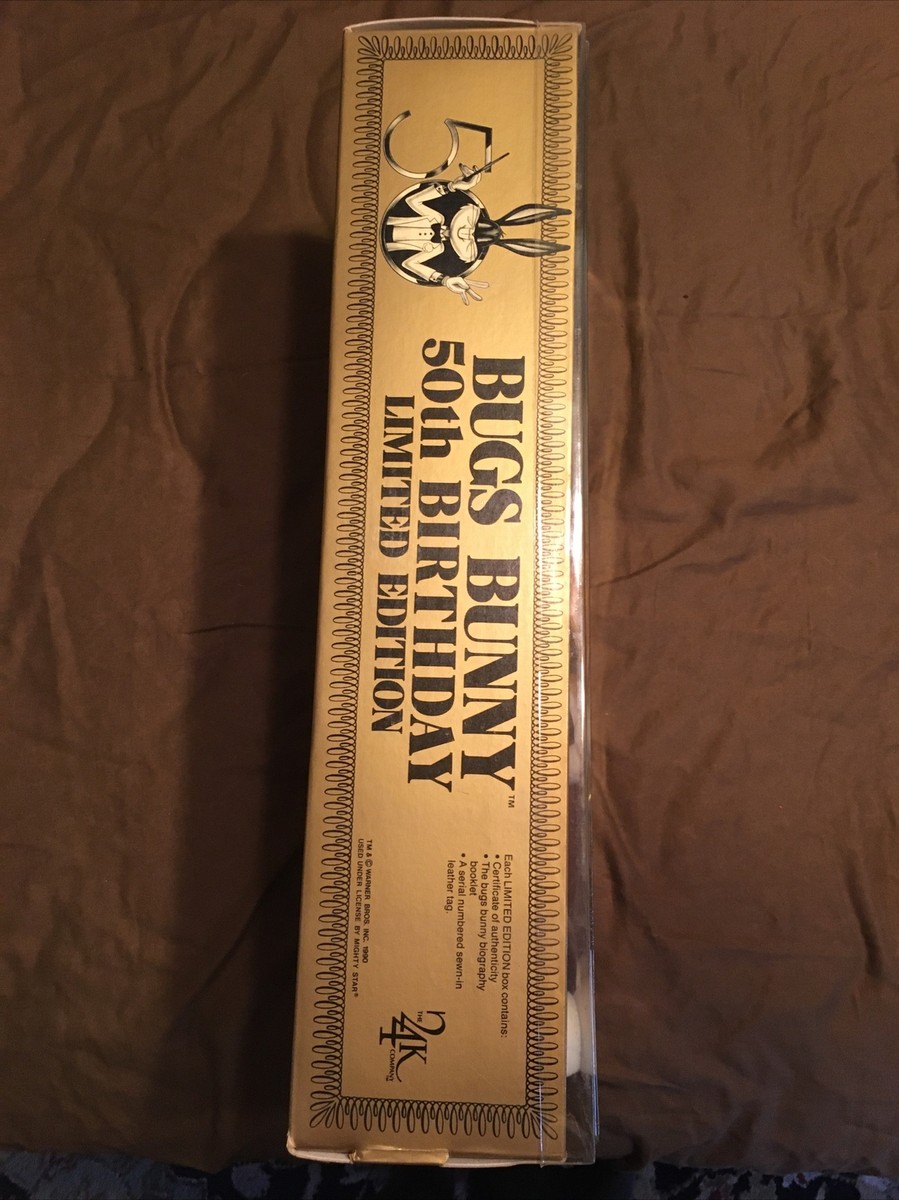 50
BUGS BUNNY™
50th BIRTHDAY
LIMITED EDITION
Each LIMITED EDITION box contains:
• Certificate of authenticity
• The bugs bunny biography
booklet
• A serial numbered sewn-in
leather tag.
TM & © WARNER BROS. INC. 1990
USED UNDER LICENSE BY MIGHTY STAR®
THE
24K
COMPANY